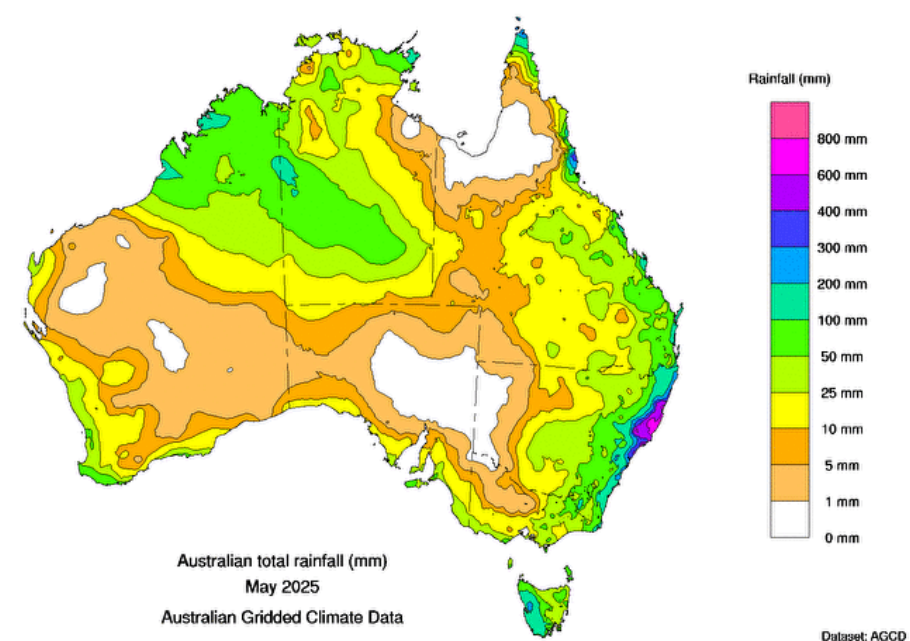 Rainfall (mm)
800 mm
600 mm
400 mm
300 mm
200 mm
100 mm
50 mm
25 mm
10 mm
5 mm
1 mm
0 mm
Australian total rainfall (mm)
May 2025
Australian Gridded Climate Data
Dataset: AGCD